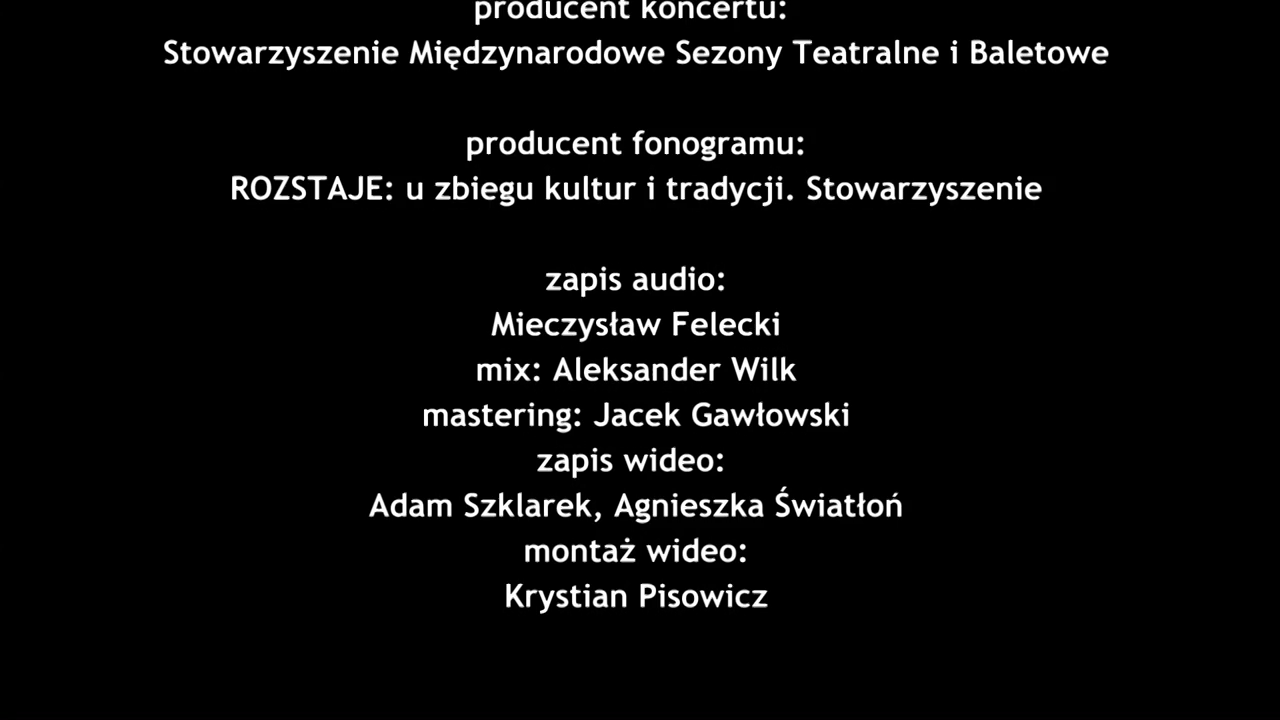 producent koncertu:
Stowarzyszenie Międzynarodowe Sezony Teatralne i Baletowe
producent fonogramu:
ROZSTAJE: u zbiegu kultur i tradycji. Stowarzyszenie
zapis audio:
Mieczysław Felecki
mix: Aleksander Wilk
mastering: Jacek Gawłowski
zapis wideo:
Adam Szklarek, Agnieszka Światłoń
montaż wideo:
Krystian Pisowicz